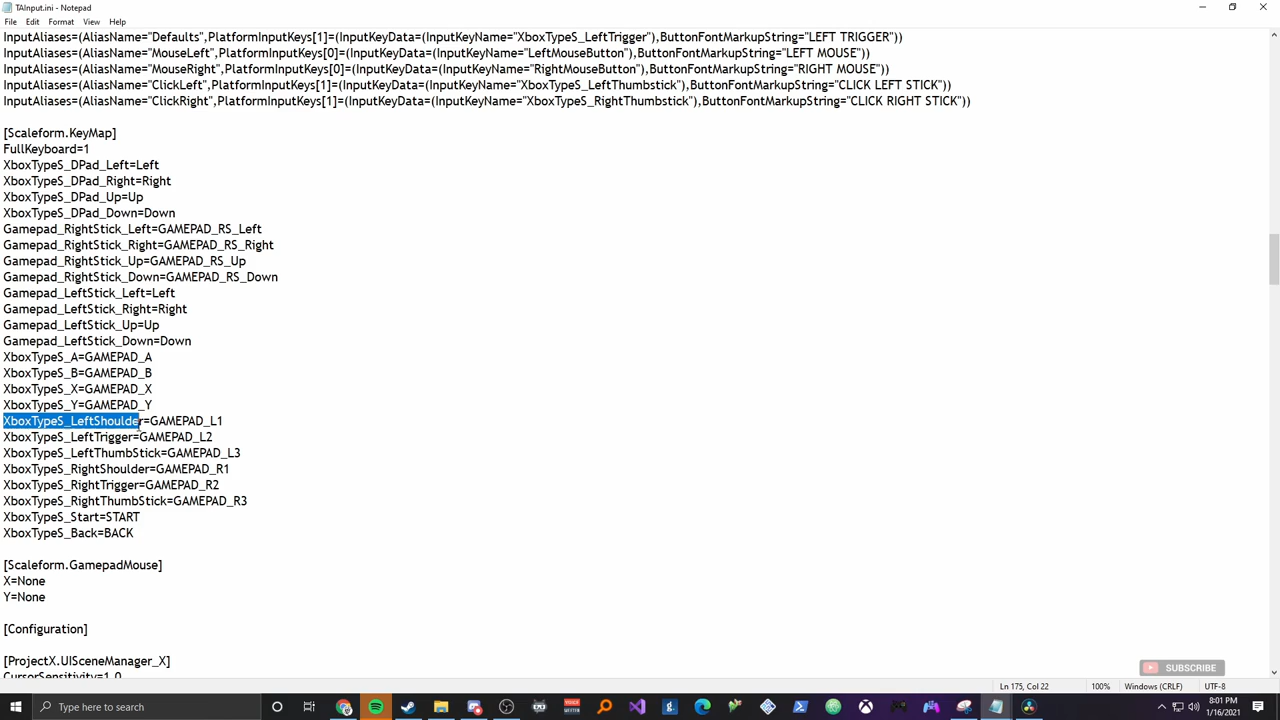 TAInput.ini - Notepad
File Edit Format View Help
InputAliases=(AliasName="Defaults",PlatformInputKeys[1]=(InputKeyData=(InputKeyName="XboxTypeS_LeftTrigger"),ButtonFontMarkupString="LEFT TRIGGER"))
InputAliases=(AliasName="MouseLeft",PlatformInputKeys[0]=(InputKeyData=(InputKeyName="LeftMouseButton"),ButtonFontMarkupString="LEFT MOUSE"))
InputAliases=(AliasName="MouseRight",PlatformInputKeys[0]=(InputKeyData=(InputKeyName="RightMouseButton"),ButtonFontMarkupString="RIGHT MOUSE"))
InputAliases=(AliasName="ClickLeft",PlatformInputKeys[1]=(InputKeyData=(InputKeyName="XboxTypeS_LeftThumbstick"),ButtonFontMarkupString="CLICK LEFT STICK"))
InputAliases=(AliasName="ClickRight",PlatformInputKeys[1]=(InputKeyData=(InputKeyName="XboxTypeS_RightThumbstick"),ButtonFontMarkupString="CLICK RIGHT STICK"))
[Scaleform.KeyMap]
FullKeyboard=1
XboxTypeS_DPad_Left=Left
XboxTypeS_DPad_Right=Right
XboxTypeS_DPad_Up=Up
XboxTypeS_DPad_Down=Down
Gamepad_RightStick_Left=GAMEPAD_RS_Left
Gamepad_RightStick_Right=GAMEPAD_RS_Right
Gamepad_RightStick_Up=GAMEPAD_RS_Up
Gamepad_RightStick_Down=GAMEPAD_RS_Down
Gamepad_LeftStick_Left=Left
Gamepad_LeftStick_Right=Right
Gamepad_LeftStick_Up=Up
Gamepad_LeftStick_Down=Down
XboxTypeS_A=GAMEPAD_A
XboxTypeS_B=GAMEPAD_B
XboxTypeS_X=GAMEPAD_X
XboxTypeS_Y=GAMEPAD_Y
XboxTypeS_LeftShoulder=GAMEPAD_L1
XboxTypeS_LeftTrigger=GAMEPAD_L2
XboxTypeS_LeftThumbStick=GAMEPAD_L3
XboxTypeS_RightShoulder=GAMEPAD_R1
XboxTypeS_RightTrigger=GAMEPAD_R2
XboxTypeS_RightThumbStick=GAMEPAD_R3
XboxTypeS_Start=START
XboxTypeS_Back=BACK
[Scaleform.GamepadMouse]
X=None
Y=None
[Configuration]
[ProjectX.UISceneManager_X]
CursorSensitivity=1.0
SUBSCRIBE
Ln 175, Col 22 100% Windows (CRLF) UTF-8
Type here to search
8:01 PM
1/16/2021